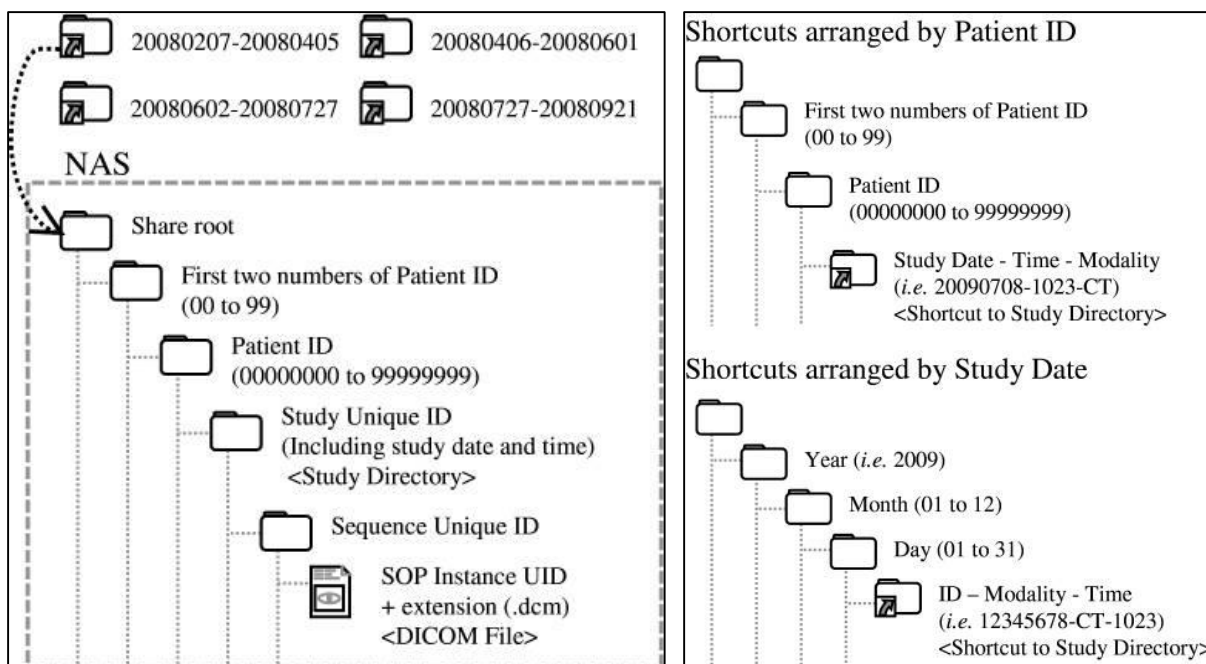 20080207-20080405
20080406-20080601
20080602-20080727
20080727-20080921
NAS
Share root
First two numbers of Patient ID
(00 to 99)
Patient ID
(00000000 to 99999999)
Study Unique ID
(Including study date and time)
<Study Directory>
Sequence Unique ID
SOP Instance UID
+ extension (.dcm)
<DICOM File>
Shortcuts arranged by Patient ID
First two numbers of Patient ID
(00 to 99)
Patient ID
(00000000 to 99999999)
Study Date - Time - Modality
(i.e. 20090708-1023-CT)
<Shortcut to Study Directory>
Shortcuts arranged by Study Date
Year (i.e. 2009)
Month (01 to 12)
Day (01 to 31)
ID – Modality - Time
(i.e. 12345678-CT-1023)
<Shortcut to Study Directory>